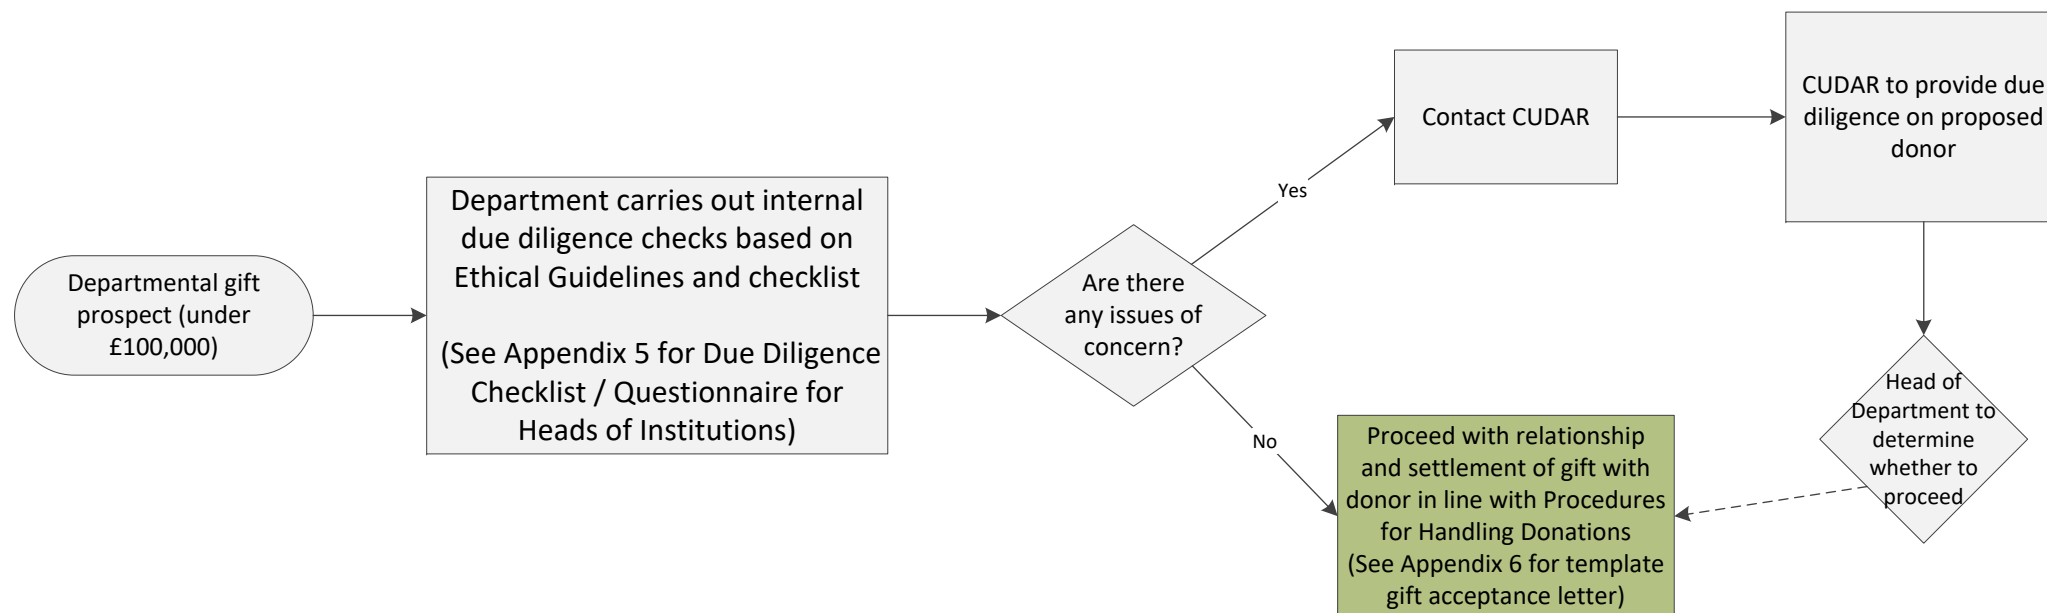 Departmental gift
prospect (under
£100,000)
Department carries out internal
due diligence checks based on
Ethical Guidelines and checklist
(See Appendix 5 for Due Diligence
Checklist / Questionnaire for
Heads of Institutions)
Are there
any issues of
concern?
Yes
Contact CUDAR
CUDAR to provide due
diligence on proposed
donor
Head of
Department to
determine
whether to
proceed
No
Proceed with relationship
and settlement of gift with
donor in line with Procedures
for Handling Donations
(See Appendix 6 for template
gift acceptance letter)